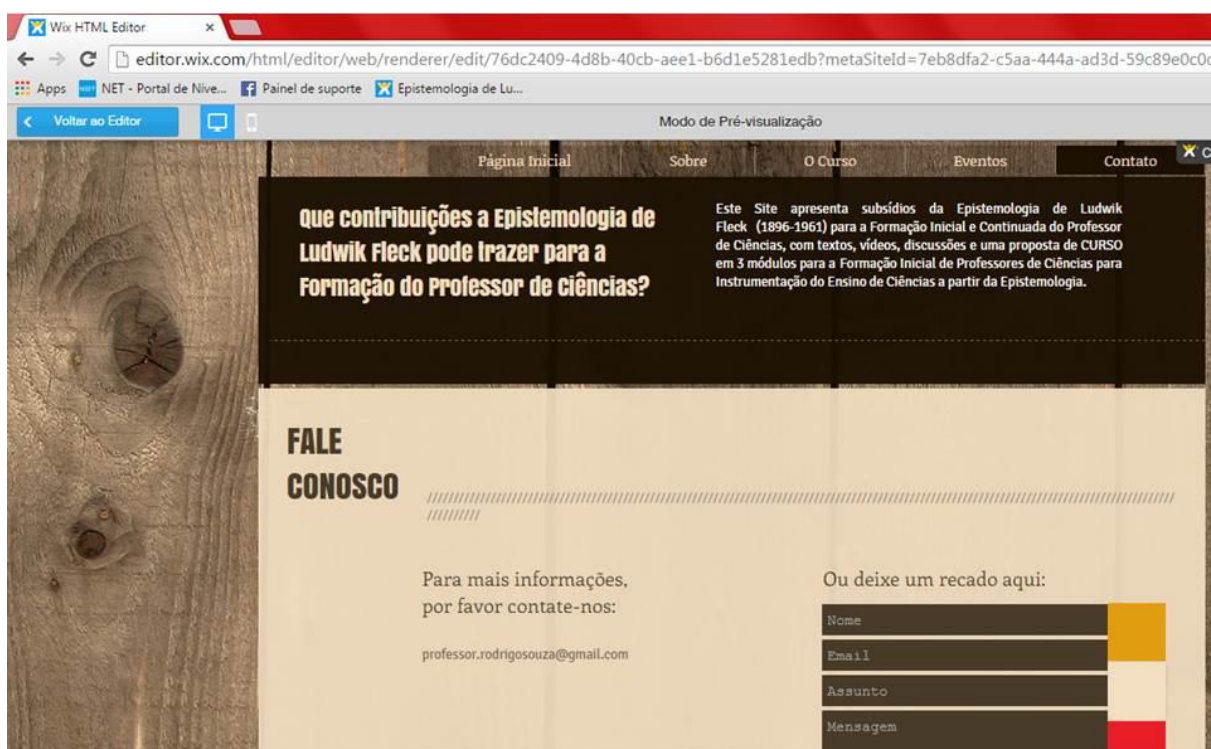 Wix HTML Editor
editor.wix.com/html/editor/web/renderer/edit/76dc2409-4d8b-40cb-aee1-b6d1e5281edb?metaSiteId=7eb8dfa2-c5aa-444a-ad3d-59c89e0c0c
Apps NET - Portal de Nive... Painel de suporte Epistemologia de Lu...
Voltar ao Editor Modo de Pré-visualização
Página Inicial Sobre O Curso Eventos Contato
Que contribuições a Epistemologia de
Ludwik Fleck pode trazer para a
Formação do Professor de Ciências?
Este Site apresenta subsídios da Epistemologia de Ludwik
Fleck (1896-1961) para a Formação Inicial e Continuada do Professor
de Ciências, com textos, vídeos, discussões e uma proposta de CURSO
em 3 módulos para a Formação Inicial de Professores de Ciências para
Instrumentação do Ensino de Ciências a partir da Epistemologia.
FALE
CONOSCO
Para mais informações,
por favor contate-nos:
professor.rodrigosouza@gmail.com
Ou deixe um recado aqui:
Nome
Email
Assunto
Mensagem